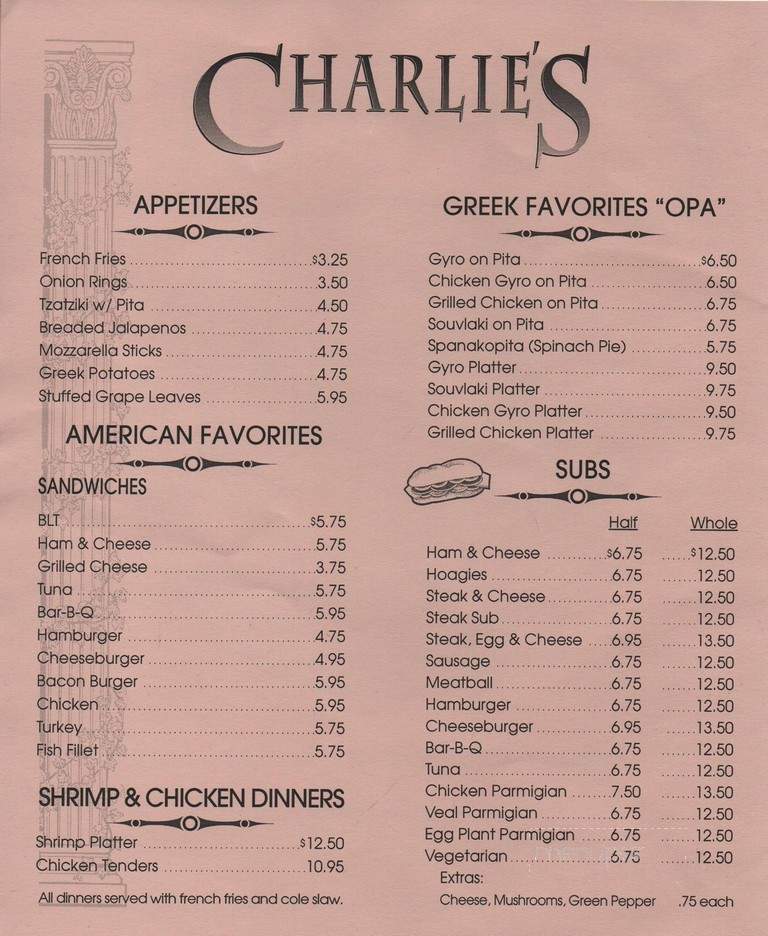 CHARLIE'S
APPETIZERS
French Fries $3.25
Onion Rings 3.50
Tzatziki w/ Pita 4.50
Breaded Jalapenos 4.75
Mozzarella Sticks 4.75
Greek Potatoes 4.75
Stuffed Grape Leaves 5.95
AMERICAN FAVORITES
SANDWICHES
BLT $5.75
Ham & Cheese 5.75
Grilled Cheese 3.75
Tuna 5.75
Bar-B-Q 5.95
Hamburger 4.75
Cheeseburger 4.95
Bacon Burger 5.95
Chicken 5.95
Turkey 5.75
Fish Fillet 5.75
SHRIMP & CHICKEN DINNERS
Shrimp Platter $12.50
Chicken Tenders 10.95
All dinners served with french fries and cole slaw.
GREEK FAVORITES "OPA"
Gyro on Pita $6.50
Chicken Gyro on Pita 6.50
Grilled Chicken on Pita 6.75
Souvlaki on Pita 6.75
Spanakopita (Spinach Pie) 5.75
Gyro Platter 9.50
Souvlaki Platter 9.75
Chicken Gyro Platter 9.50
Grilled Chicken Platter 9.75
SUBS
Half Whole
Ham & Cheese $6.75 $12.50
Hoagies 6.75 12.50
Steak & Cheese 6.75 12.50
Steak Sub 6.75 12.50
Steak, Egg & Cheese 6.95 13.50
Sausage 6.75 12.50
Meatball 6.75 12.50
Hamburger 6.75 12.50
Cheeseburger 6.95 13.50
Bar-B-Q 6.75 12.50
Tuna 6.75 12.50
Chicken Parmigian 7.50 13.50
Veal Parmigian 6.75 12.50
Egg Plant Parmigian 6.75 12.50
Vegetarian 6.75 12.50
Extras:
Cheese, Mushrooms, Green Pepper .75 each